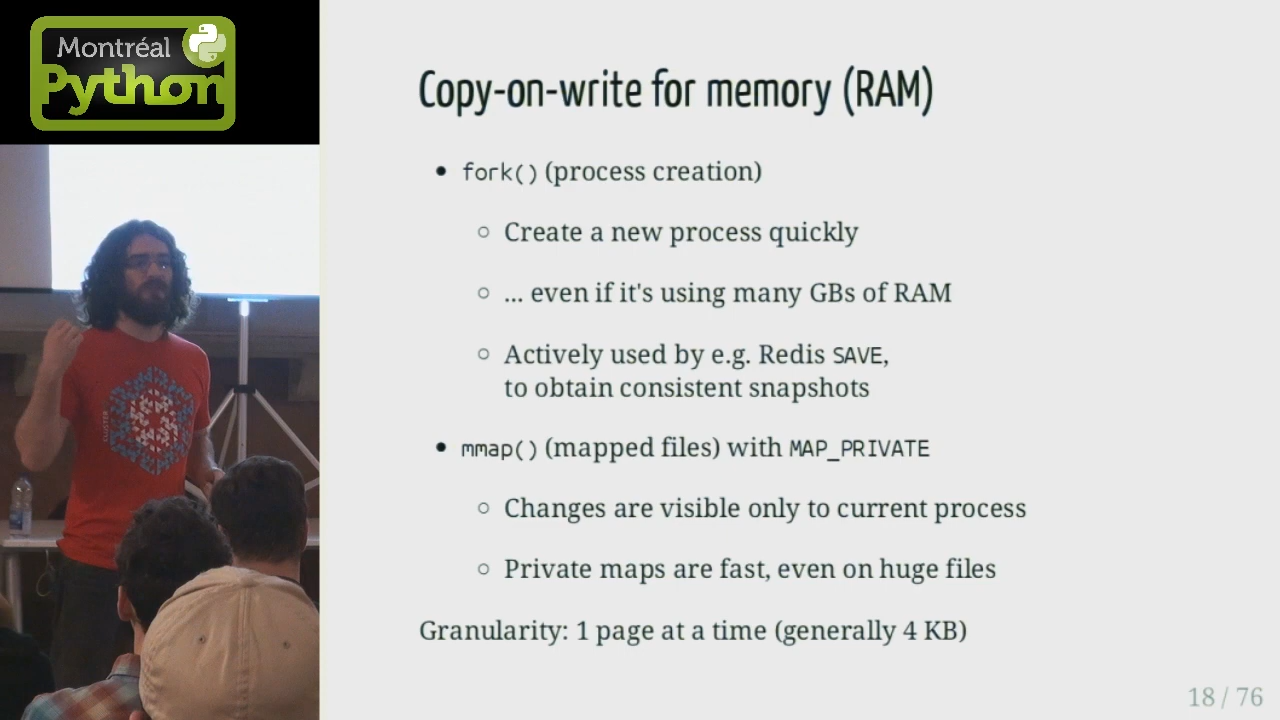 Montréal
Python
Copy-on-write for memory (RAM)
fork() (process creation)
Create a new process quickly
... even if it's using many GBs of RAM
Actively used by e.g. Redis SAVE,
to obtain consistent snapshots
mmap() (mapped files) with MAP_PRIVATE
Changes are visible only to current process
Private maps are fast, even on huge files
Granularity: 1 page at a time (generally 4 KB)
18 / 76
CLUSTER